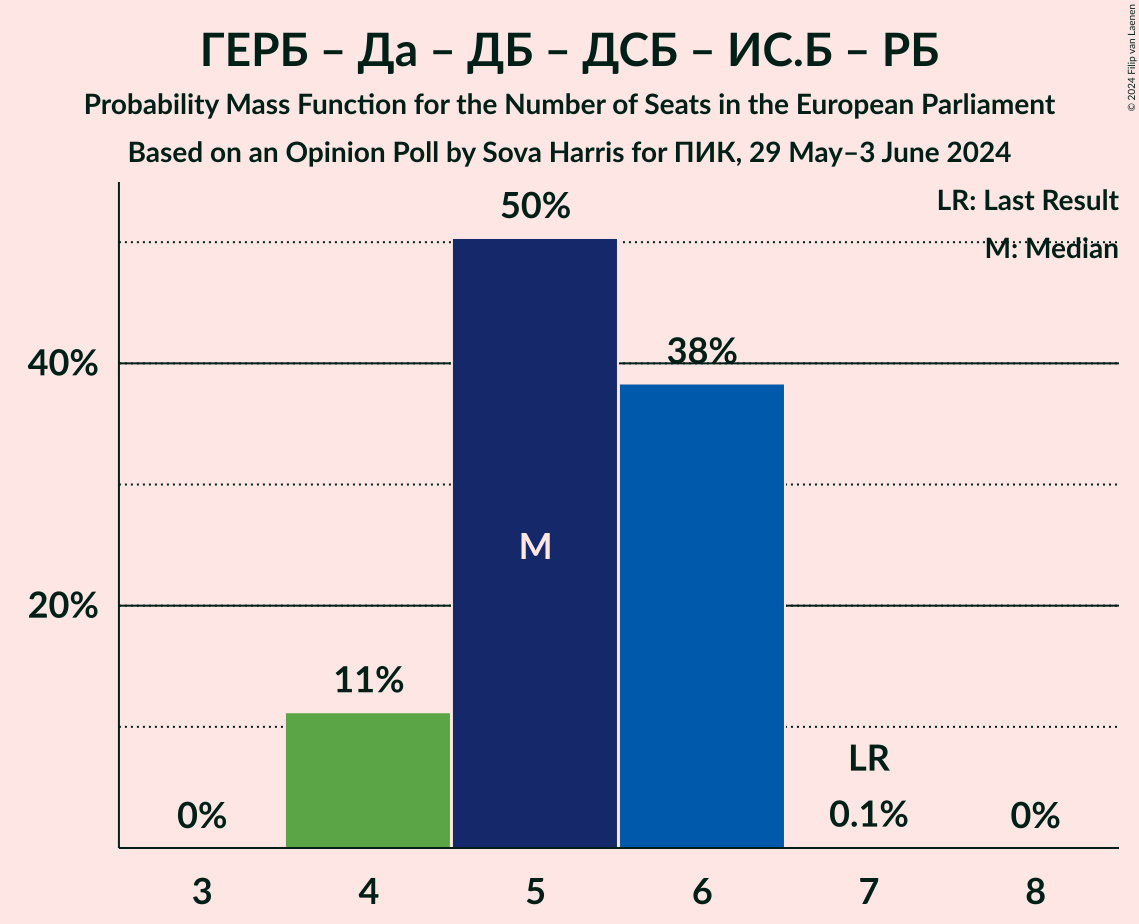 ГЕРБ – Да – ДБ – ДСБ – ИС.Б – РБ
Probability Mass Function for the Number of Seats in the European Parliament
Based on an Opinion Poll by Sova Harris for ПИК, 29 May–3 June 2024
© 2024 Filip van Laenen
LR: Last Result
M: Median
50%
38%
40%
M
20%
11%
LR
0%
0.1%
0%
3 4 5 6 7 8